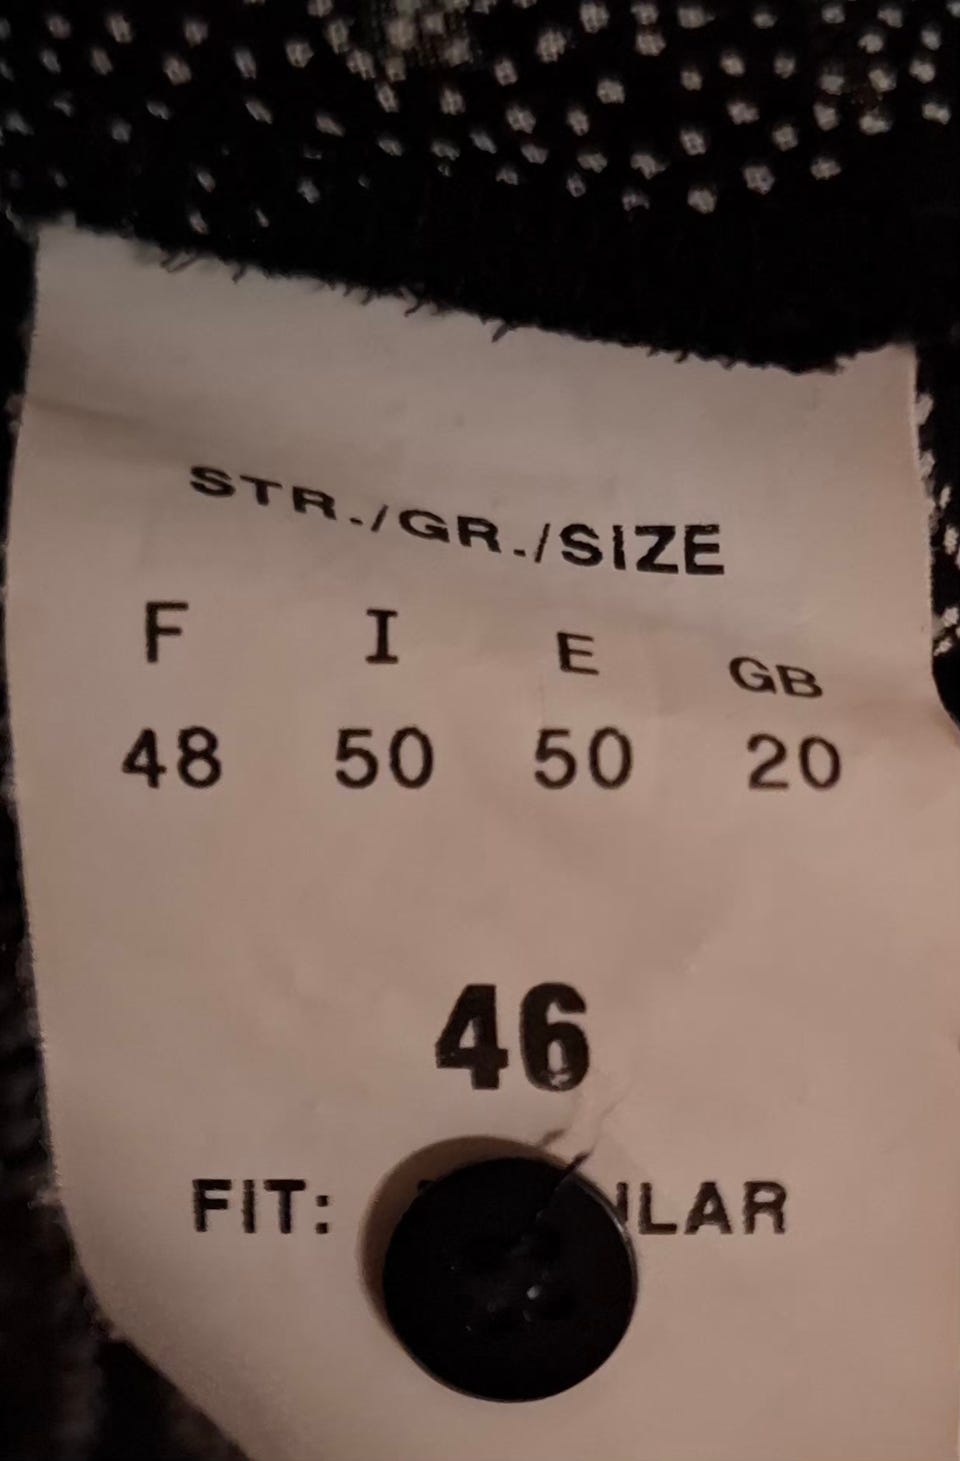 STR./GR./SIZE
F I E GB
48 50 50 20
46
FIT: